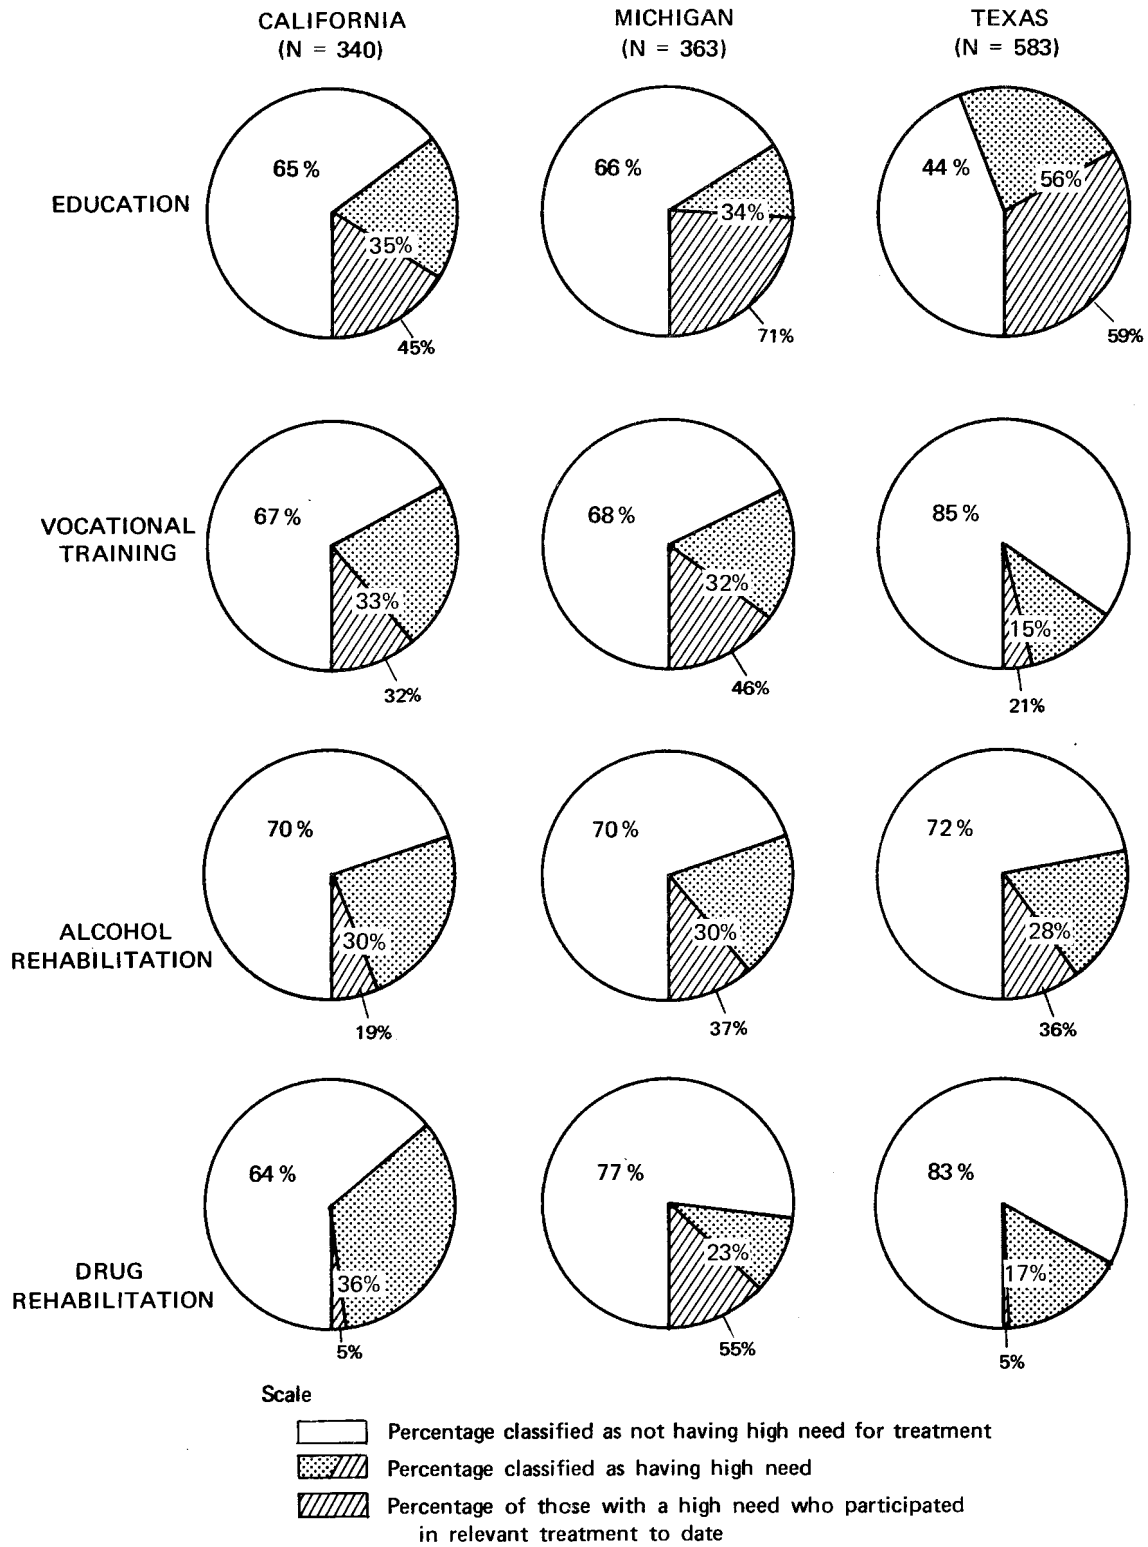 CALIFORNIA
(N = 340)
MICHIGAN
(N = 363)
TEXAS
(N = 583)
EDUCATION
65 %
35%
45%
66 %
34%
71%
44 %
56%
59%
VOCATIONAL
TRAINING
67 %
33%
32%
68 %
32%
46%
85 %
15%
21%
ALCOHOL
REHABILITATION
70 %
30%
19%
70 %
30%
37%
72 %
28%
36%
DRUG
REHABILITATION
64 %
36%
5%
77 %
23%
55%
83 %
17%
5%
Scale
Percentage classified as not having high need for treatment
Percentage classified as having high need
Percentage of those with a high need who participated
in relevant treatment to date